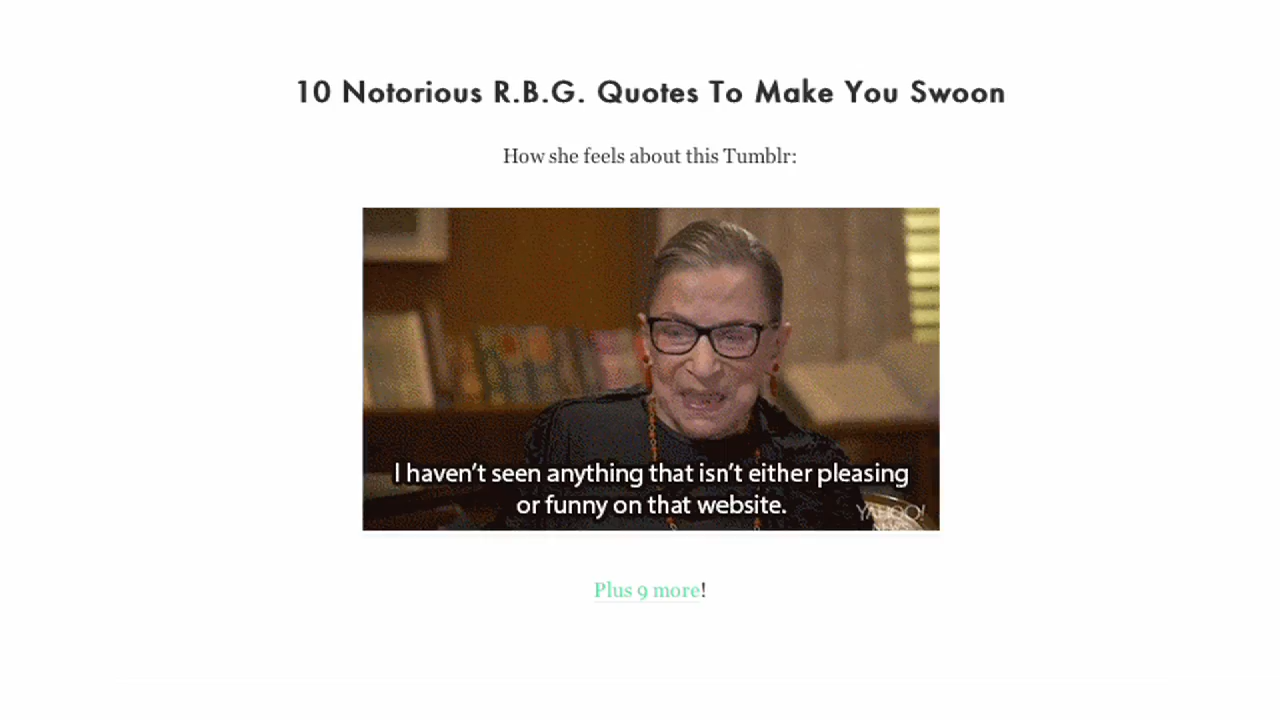 10 Notorious R.B.G. Quotes To Make You Swoon
How she feels about this Tumblr:
I haven't seen anything that isn't either pleasing
or funny on that website.
YAHOO!
NEWS
Plus 9 more!